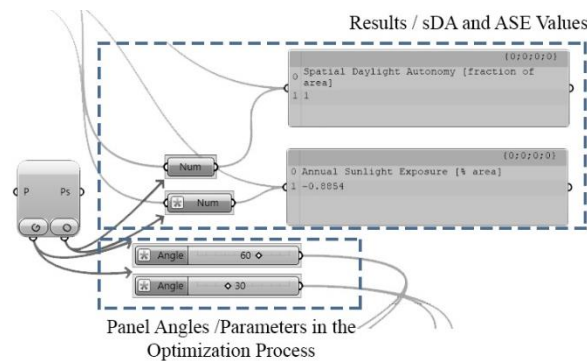 Results / sDA and ASE Values
{0;0;0;0}
0 Spatial Daylight Autonomy [fraction of
area]
1 1
Num
{0;0;0;0}
0 Annual Sunlight Exposure [% area]
1 -0.8854
P Ps
Num
G O
Angle 60
Angle 30
Panel Angles /Parameters in the
Optimization Process